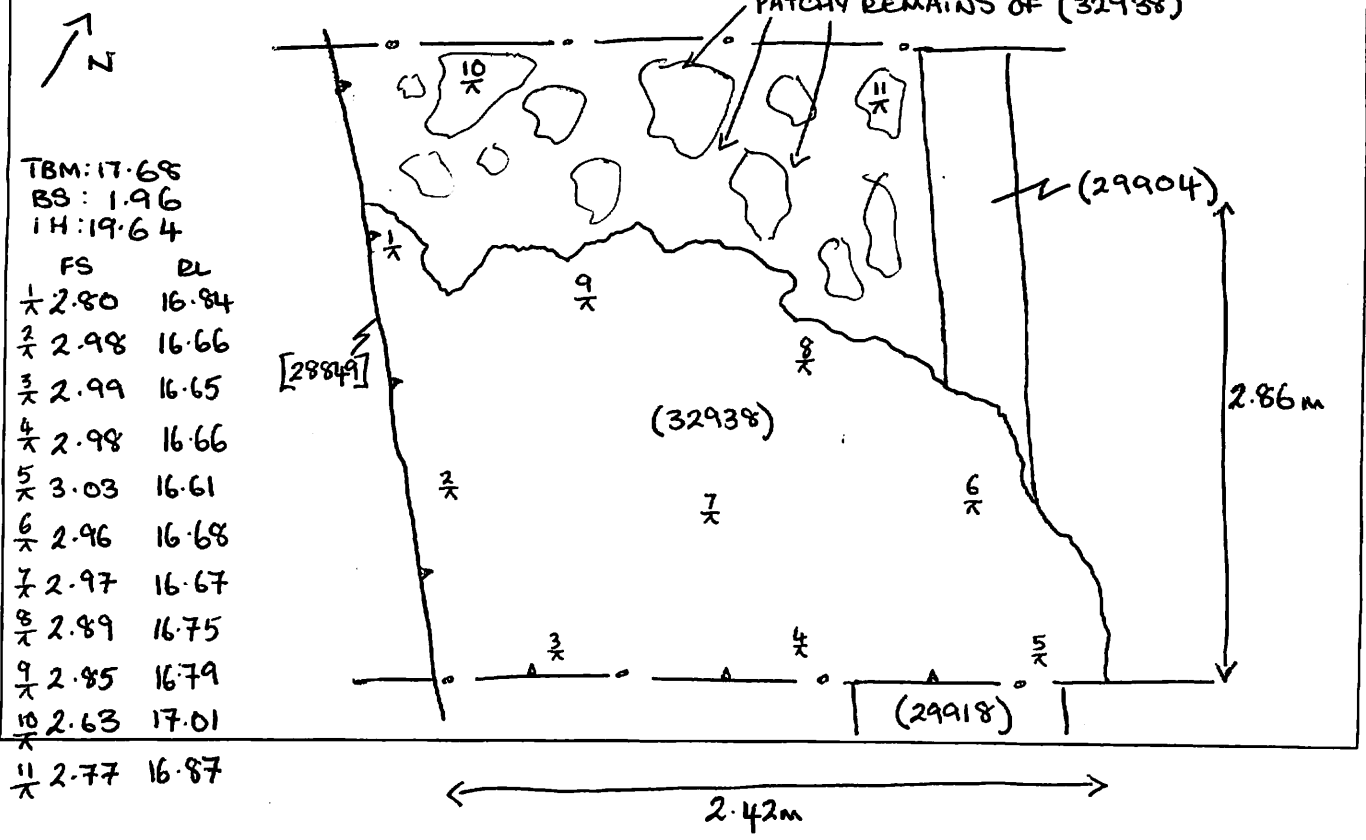 PATCHY REMAINS OF (32938)
N
TBM: 17.68
BS: 1.96
IH: 19.64
FS RL
1 2.80 16.84
2 2.98 16.66
3 2.99 16.65
4 2.98 16.66
5 3.03 16.61
6 2.96 16.68
7 2.97 16.67
8 2.89 16.75
9 2.85 16.79
10 2.63 17.01
11 2.77 16.87
10
11
(29904)
1
9
8
[28849]
(32938)
2.86m
2
7
6
3
4
5
(29918)
2.42m